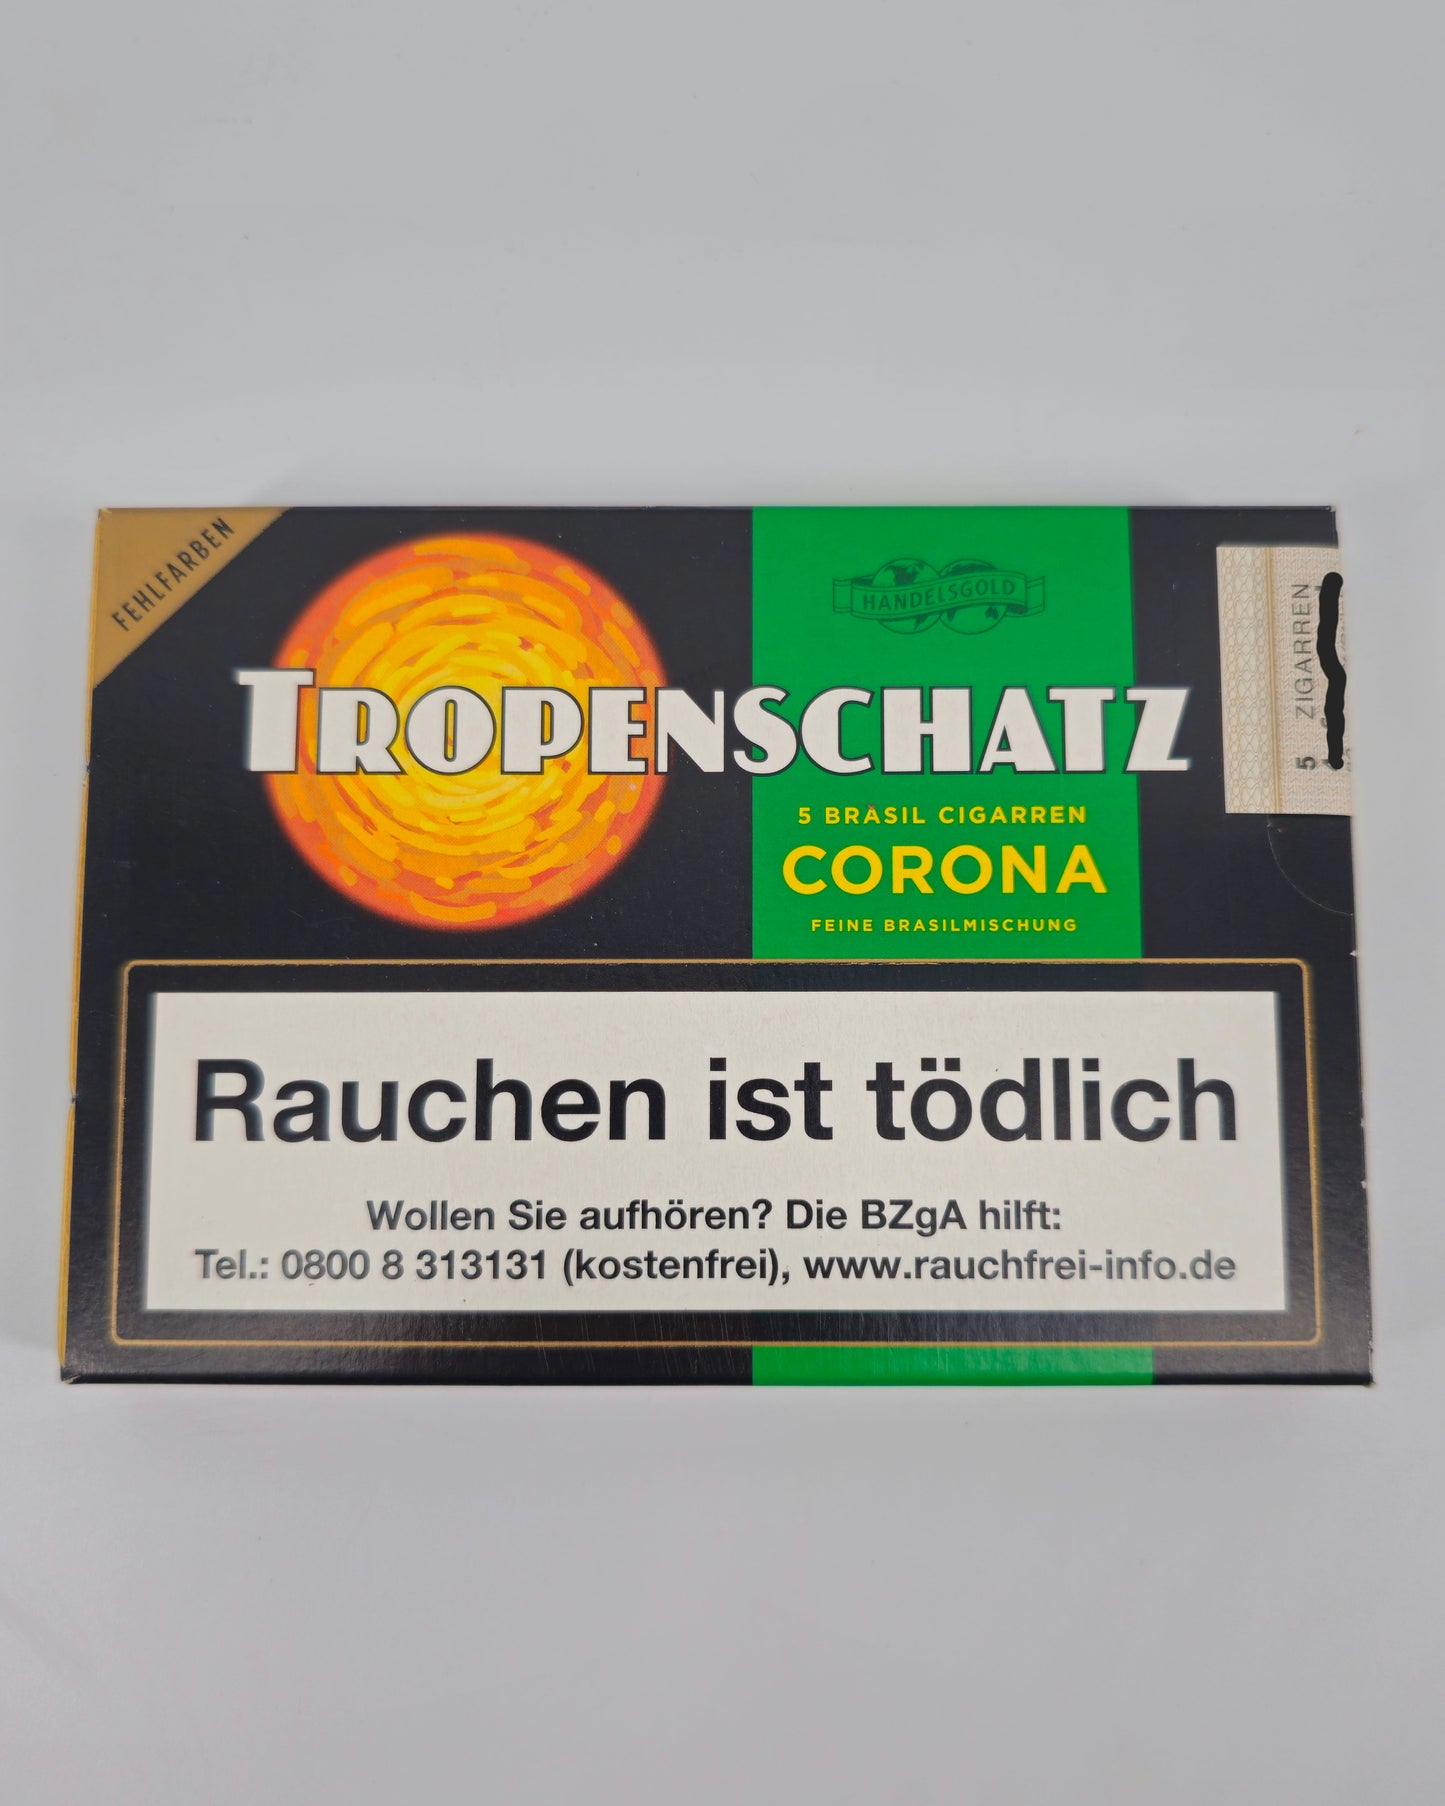 FEHLFARBEN
HANDELSGOLD
TROPENSCHATZ
5 BRASIL CIGARREN
CORONA
FEINE BRASILMISCHUNG
5 ZIGARREN
Rauchen ist tödlich
Wollen Sie aufhören? Die BZgA hilft:
Tel.: 0800 8 313131 (kostenfrei), www.rauchfrei-info.de